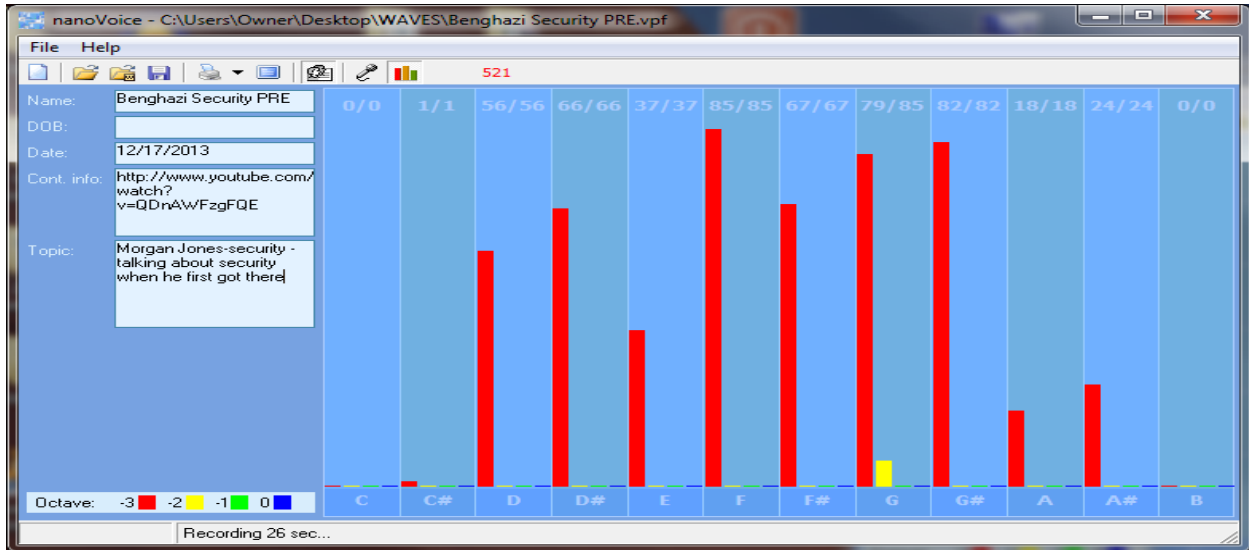 nanoVoice - C:\Users\Owner\Desktop\WAVES\Benghazi Security PRE.vpf
File Help
521
Name: Benghazi Security PRE
DOB:
Date: 12/17/2013
Cont. info: http://www.youtube.com/
watch?
v=QDnAWFzgFQE
Topic: Morgan Jones-security -
talking about security
when he first got there
0/0 1/1 56/56 66/66 37/37 85/85 67/67 79/85 82/82 18/18 24/24 0/0
Octave: -3 -2 -1 0
C C# D D# E F F# G G# A A# B
Recording 26 sec...